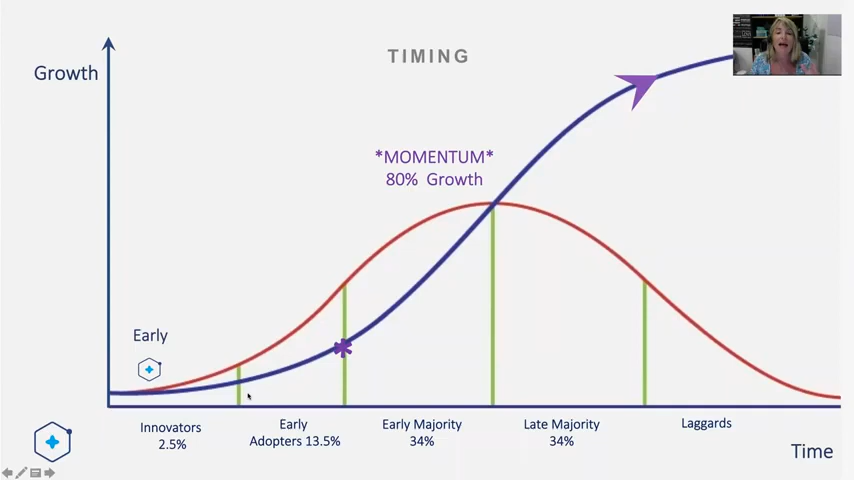 TIMING
Growth
*MOMENTUM*
80% Growth
Early
Innovators
2.5%
Early
Adopters 13.5%
Early Majority
34%
Late Majority
34%
Laggards
Time